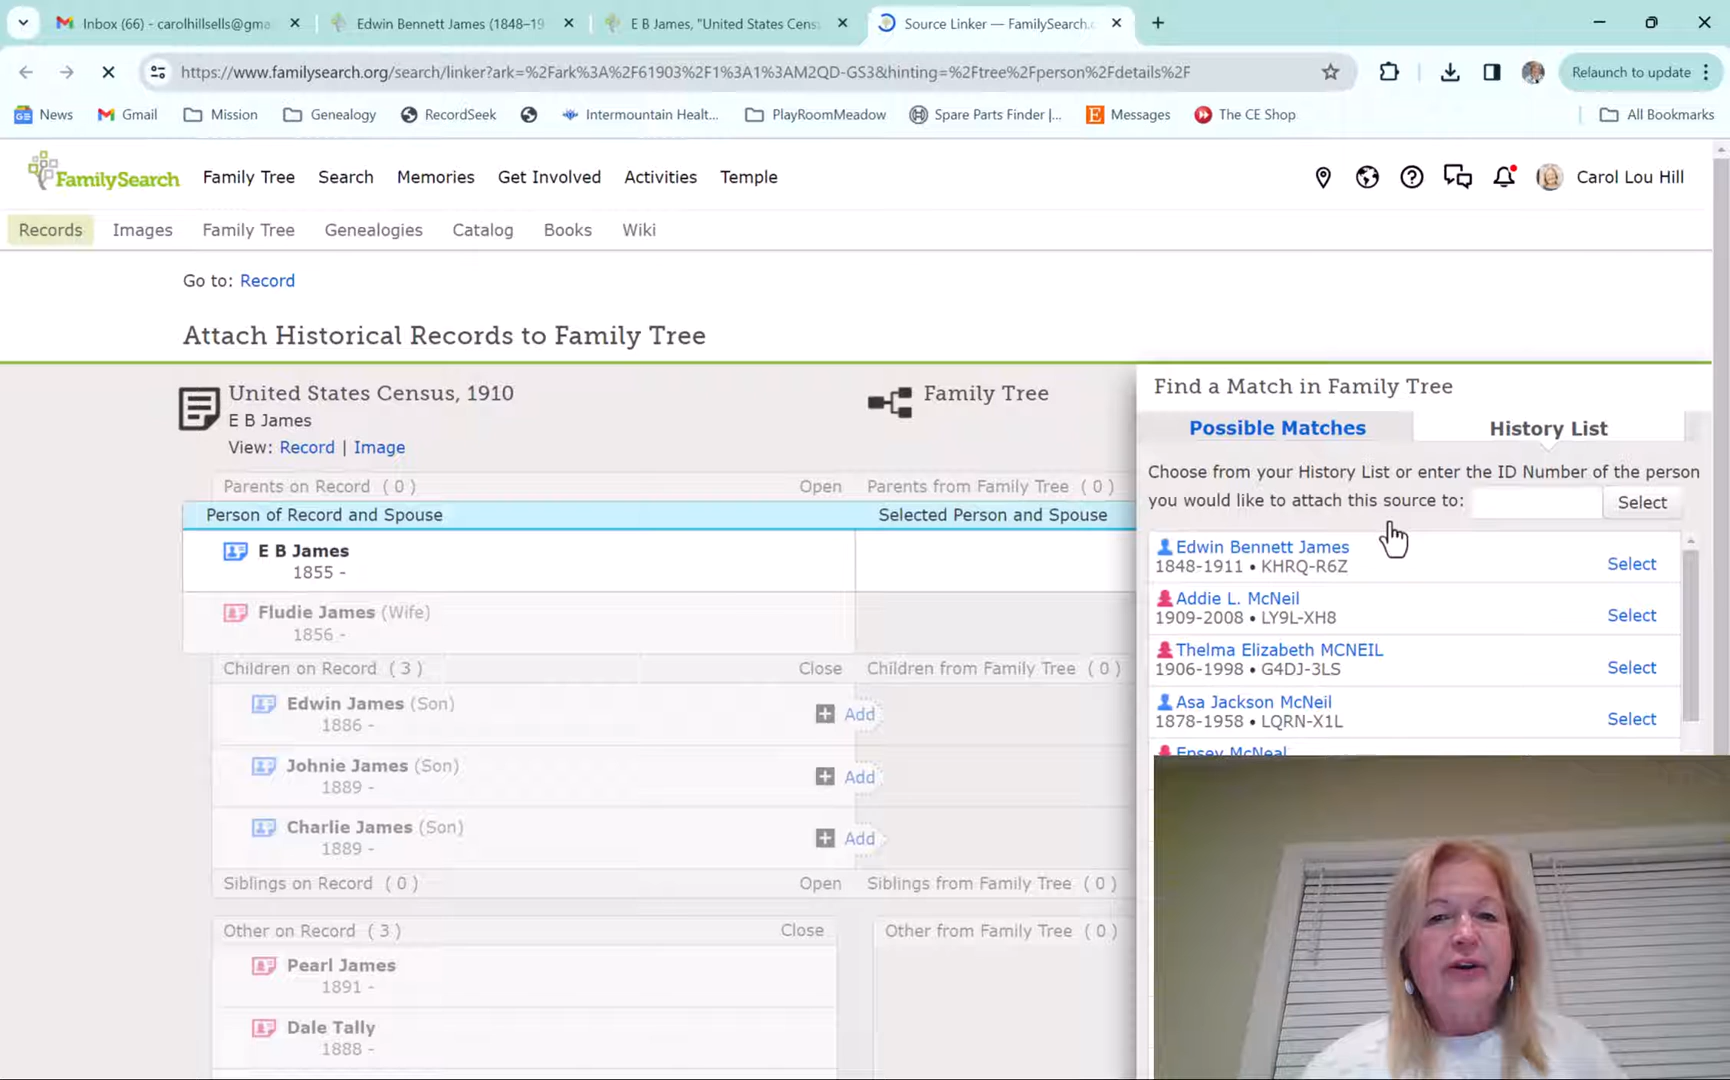 Inbox (66) - carolhillsells@gma
Edwin Bennett James (1848–19
E B James, "United States Cens
Source Linker — FamilySearch.o
https://www.familysearch.org/search/linker?ark=%2Fark%3A%2F61903%2F1%3A1%3AM2QD-GS3&hinting=%2Ftree%2Fperson%2Fdetails%2F
Relaunch to update
News
Gmail
Mission
Genealogy
RecordSeek
Intermountain Healt...
PlayRoomMeadow
Spare Parts Finder |...
Messages
The CE Shop
All Bookmarks
FamilySearch
Family Tree
Search
Memories
Get Involved
Activities
Temple
Carol Lou Hill
Records
Images
Family Tree
Genealogies
Catalog
Books
Wiki
Go to: Record
Attach Historical Records to Family Tree
United States Census, 1910
E B James
View: Record | Image
Family Tree
Parents on Record ( 0 )
Open
Parents from Family Tree ( 0 )
Person of Record and Spouse
Selected Person and Spouse
E B James
1855 -
Fludie James (Wife)
1856 -
Children on Record ( 3 )
Close
Children from Family Tree ( 0 )
Edwin James (Son)
1886 -
Add
Johnie James (Son)
1889 -
Add
Charlie James (Son)
1889 -
Add
Siblings on Record ( 0 )
Open
Siblings from Family Tree ( 0 )
Other on Record ( 3 )
Close
Other from Family Tree ( 0 )
Pearl James
1891 -
Dale Tally
1888 -
Find a Match in Family Tree
Possible Matches
History List
Choose from your History List or enter the ID Number of the person
you would like to attach this source to:
Select
Edwin Bennett James
1848-1911 • KHRQ-R6Z
Select
Addie L. McNeil
1909-2008 • LY9L-XH8
Select
Thelma Elizabeth MCNEIL
1906-1998 • G4DJ-3LS
Select
Asa Jackson McNeil
1878-1958 • LQRN-X1L
Select
Epsey McNeal